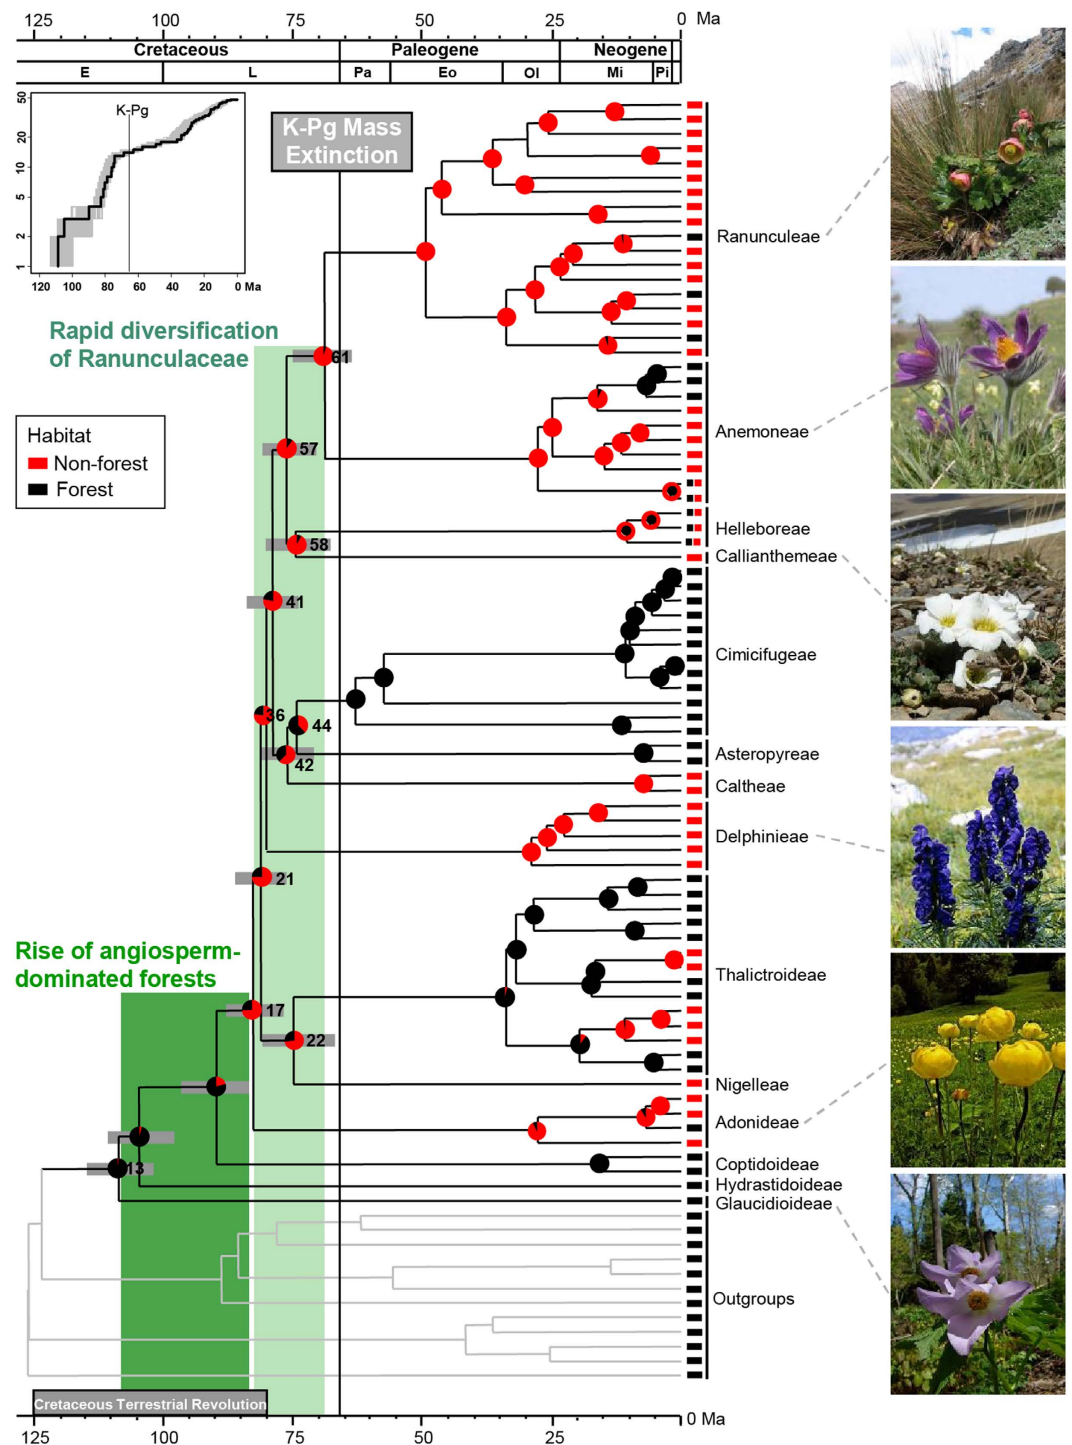 125 100 75 50 25 0 Ma
Cretaceous Paleogene Neogene
E L Pa Eo Ol Mi Pi
50
20
10
5
2
1
K-Pg
120 100 80 60 40 20 0 Ma
K-Pg Mass
Extinction
Rapid diversification
of Ranunculaceae
Habitat
Non-forest
Forest
Ranunculeae
61
Anemoneae
57
Helleboreae
58
Callianthemeae
41
Cimicifugeae
36
44
42
Asteropyreae
Caltheae
Delphinieae
21
Rise of angiosperm-
dominated forests
Thalictroideae
17
22
Nigelleae
Adonideae
13
Coptidoideae
Hydrastidoideae
Glaucidioideae
Outgroups
Cretaceous Terrestrial Revolution
0 Ma
125 100 75 50 25